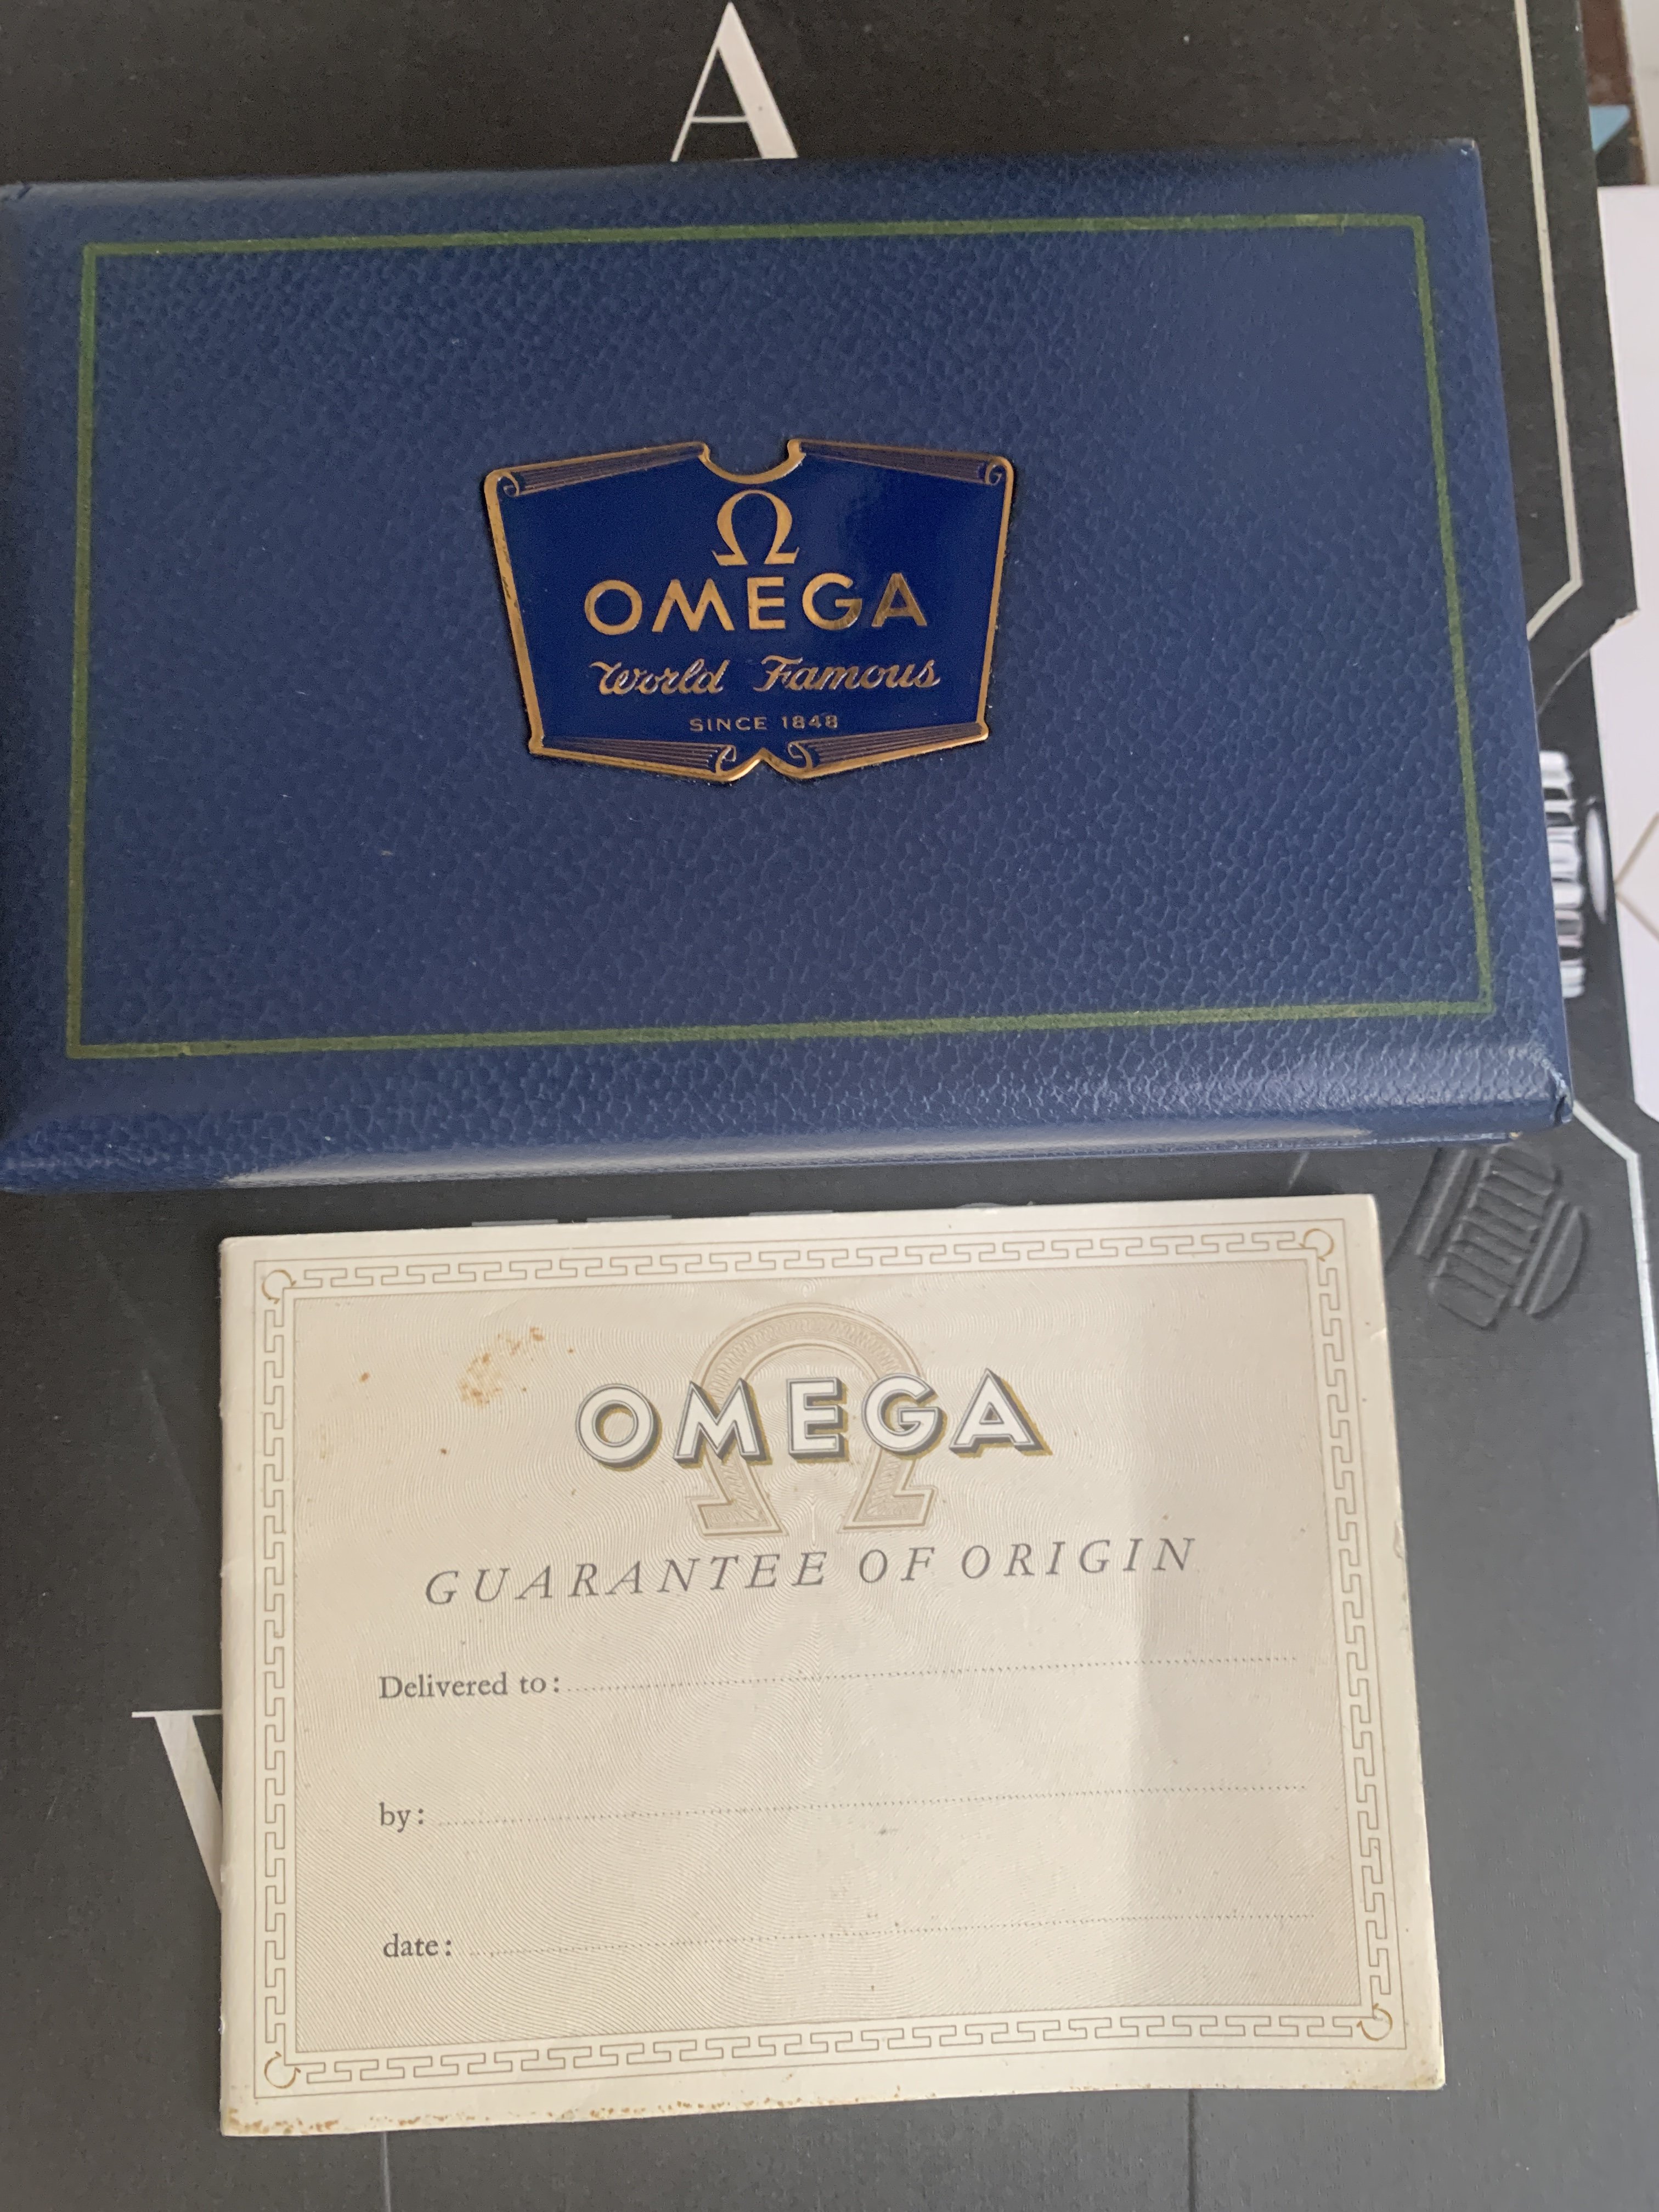 A
Ω
OMEGA
World Famous
SINCE 1848
OMEGA
GUARANTEE OF ORIGIN
Delivered to:
by:
date: